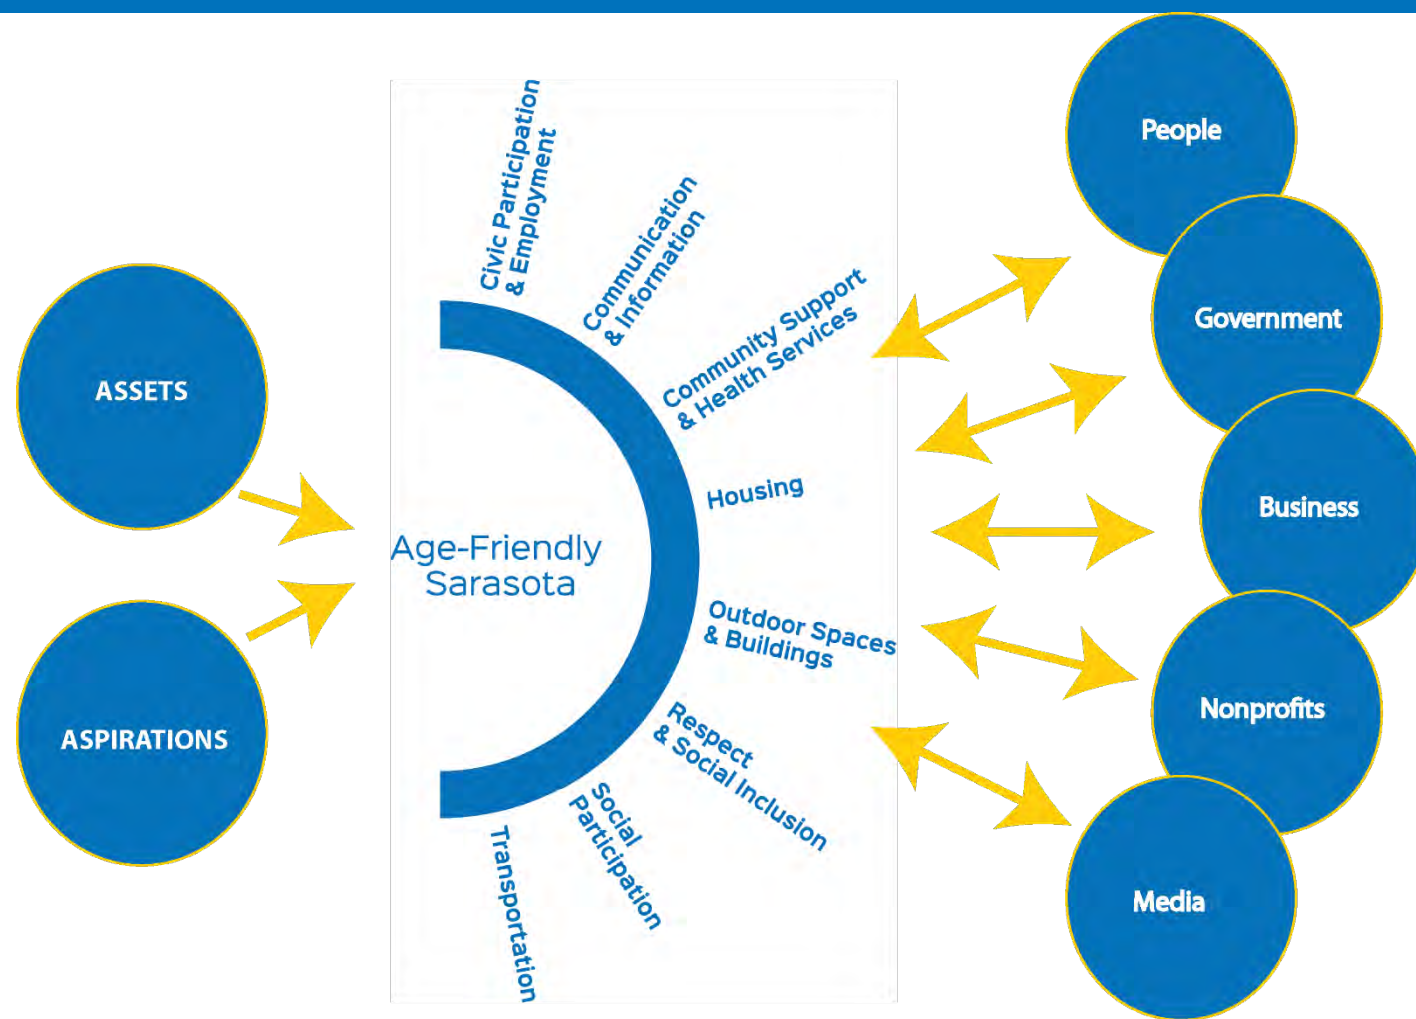 ASSETS
ASPIRATIONS
Age-Friendly
Sarasota
Civic Participation
& Employment
Communication
& Information
Community Support
& Health Services
Housing
Outdoor Spaces
& Buildings
Respect
& Social Inclusion
Social
Participation
Transportation
People
Government
Business
Nonprofits
Media